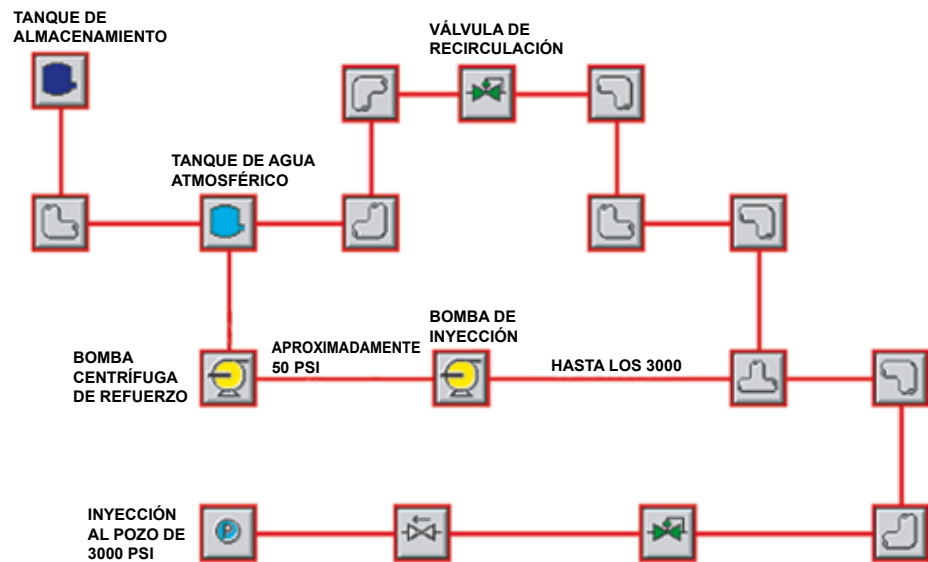 TANQUE DE
ALMACENAMIENTO
VÁLVULA DE
RECIRCULACIÓN
TANQUE DE AGUA
ATMOSFÉRICO
BOMBA
CENTRÍFUGA
DE REFUERZO
APROXIMADAMENTE
50 PSI
BOMBA DE
INYECCIÓN
HASTA LOS 3000
INYECCIÓN
AL POZO DE
3000 PSI
P